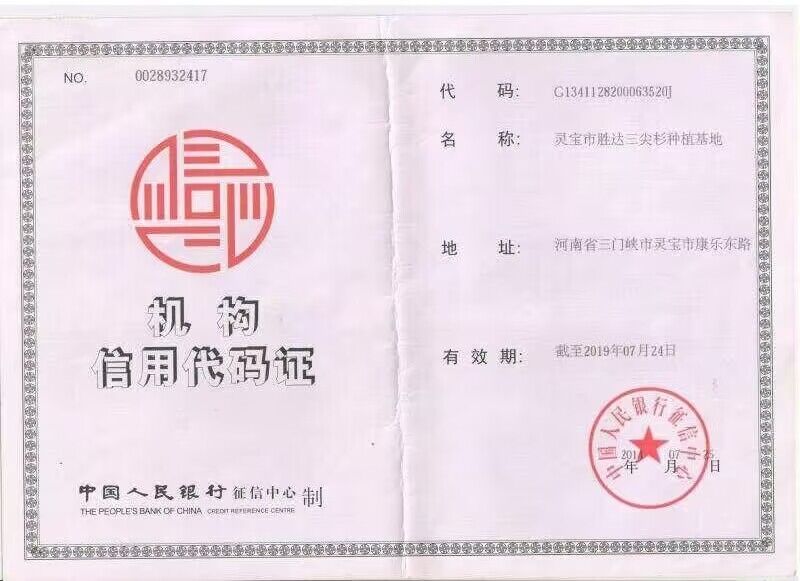 NO. 0028932417
机构
信用代码证
中国人民银行征信中心 制
THE PEOPLE'S BANK OF CHINA CREDIT REFERENCE CENTRE
代 码: G1341128200063520J
名 称: 灵宝市胜达三尖杉种植基地
地 址: 河南省三门峡市灵宝市康乐东路
有效期: 截至2019年07月24日
中国人民银行征信中心
2014 07 25
年 月 日